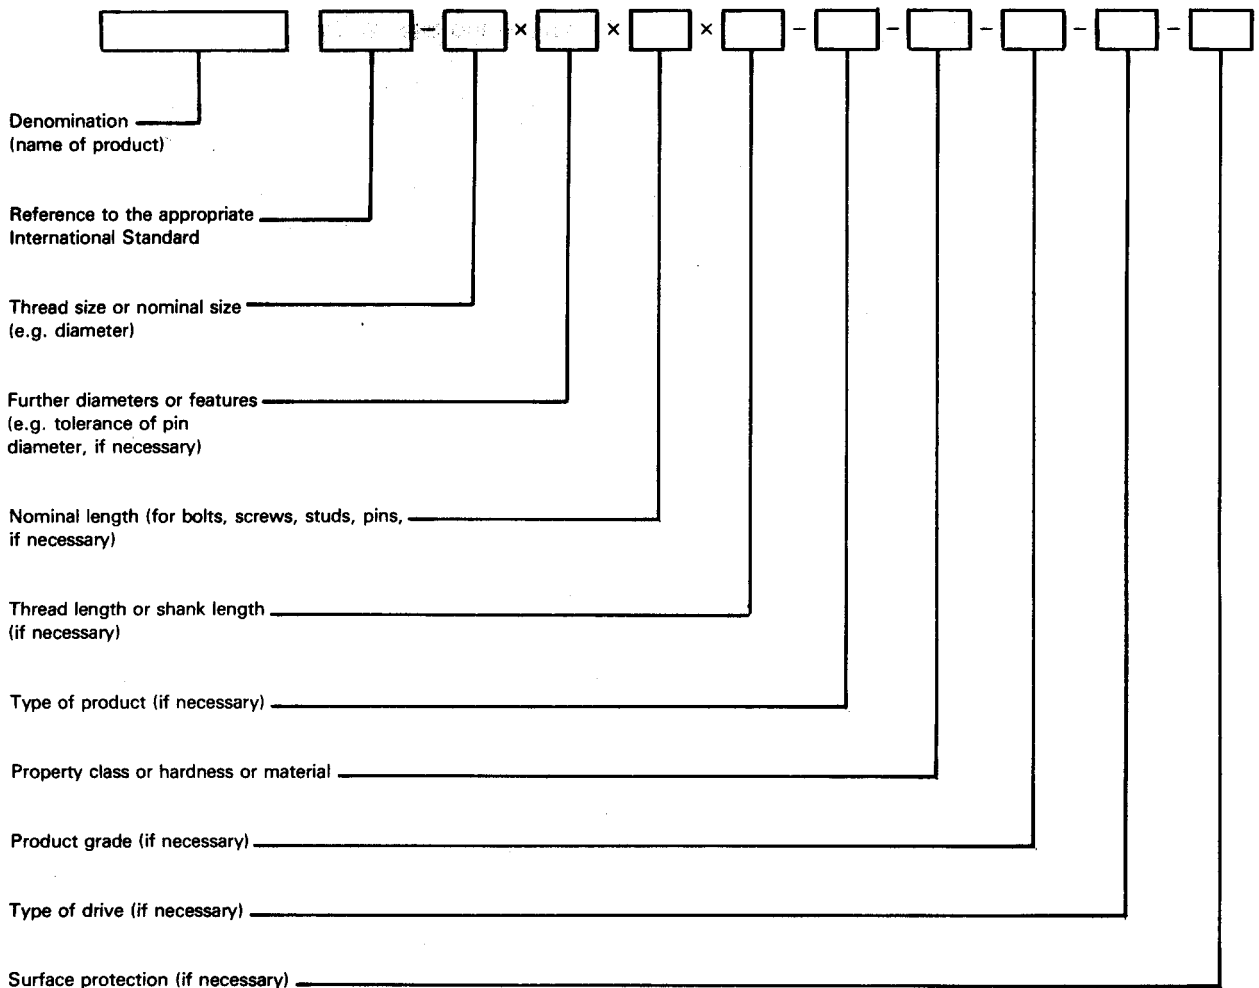 - × × × - - - - -
Denomination
(name of product)
Reference to the appropriate
International Standard
Thread size or nominal size
(e.g. diameter)
Further diameters or features
(e.g. tolerance of pin
diameter, if necessary)
Nominal length (for bolts, screws, studs, pins,
if necessary)
Thread length or shank length
(if necessary)
Type of product (if necessary)
Property class or hardness or material
Product grade (if necessary)
Type of drive (if necessary)
Surface protection (if necessary)